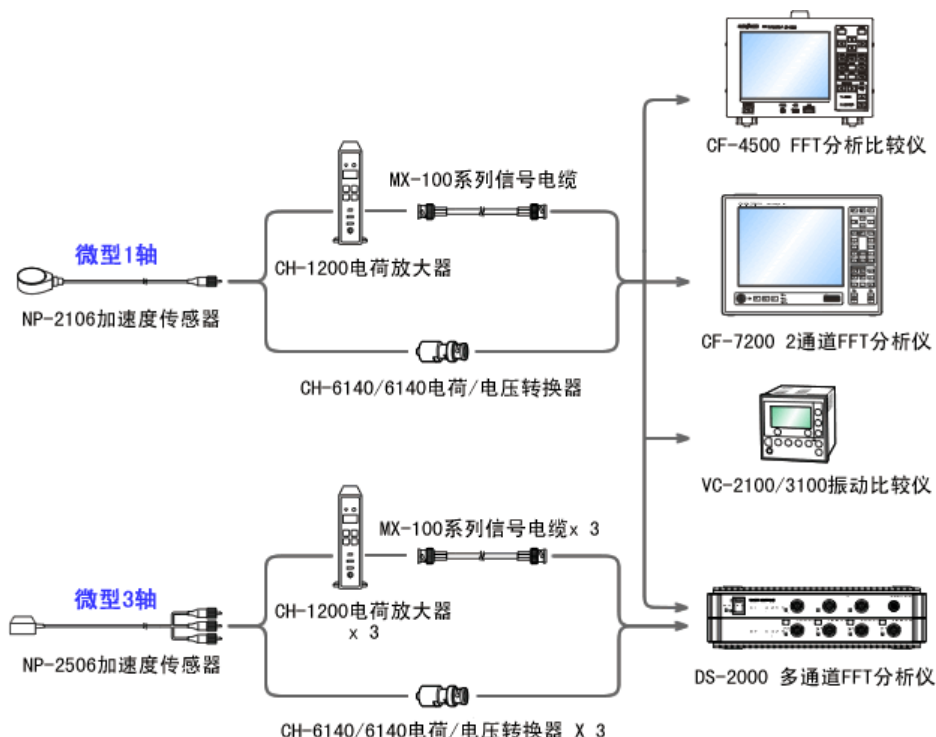 CF-4500 FFT分析比较仪
MX-100系列信号电缆
微型1轴
CH-1200电荷放大器
NP-2106加速度传感器
CF-7200 2通道FFT分析仪
CH-6140/6140电荷/电压转换器
VC-2100/3100振动比较仪
MX-100系列信号电缆x 3
微型3轴
CH-1200电荷放大器
x 3
NP-2506加速度传感器
DS-2000 多通道FFT分析仪
CH-6140/6140电荷/电压转换器 X 3